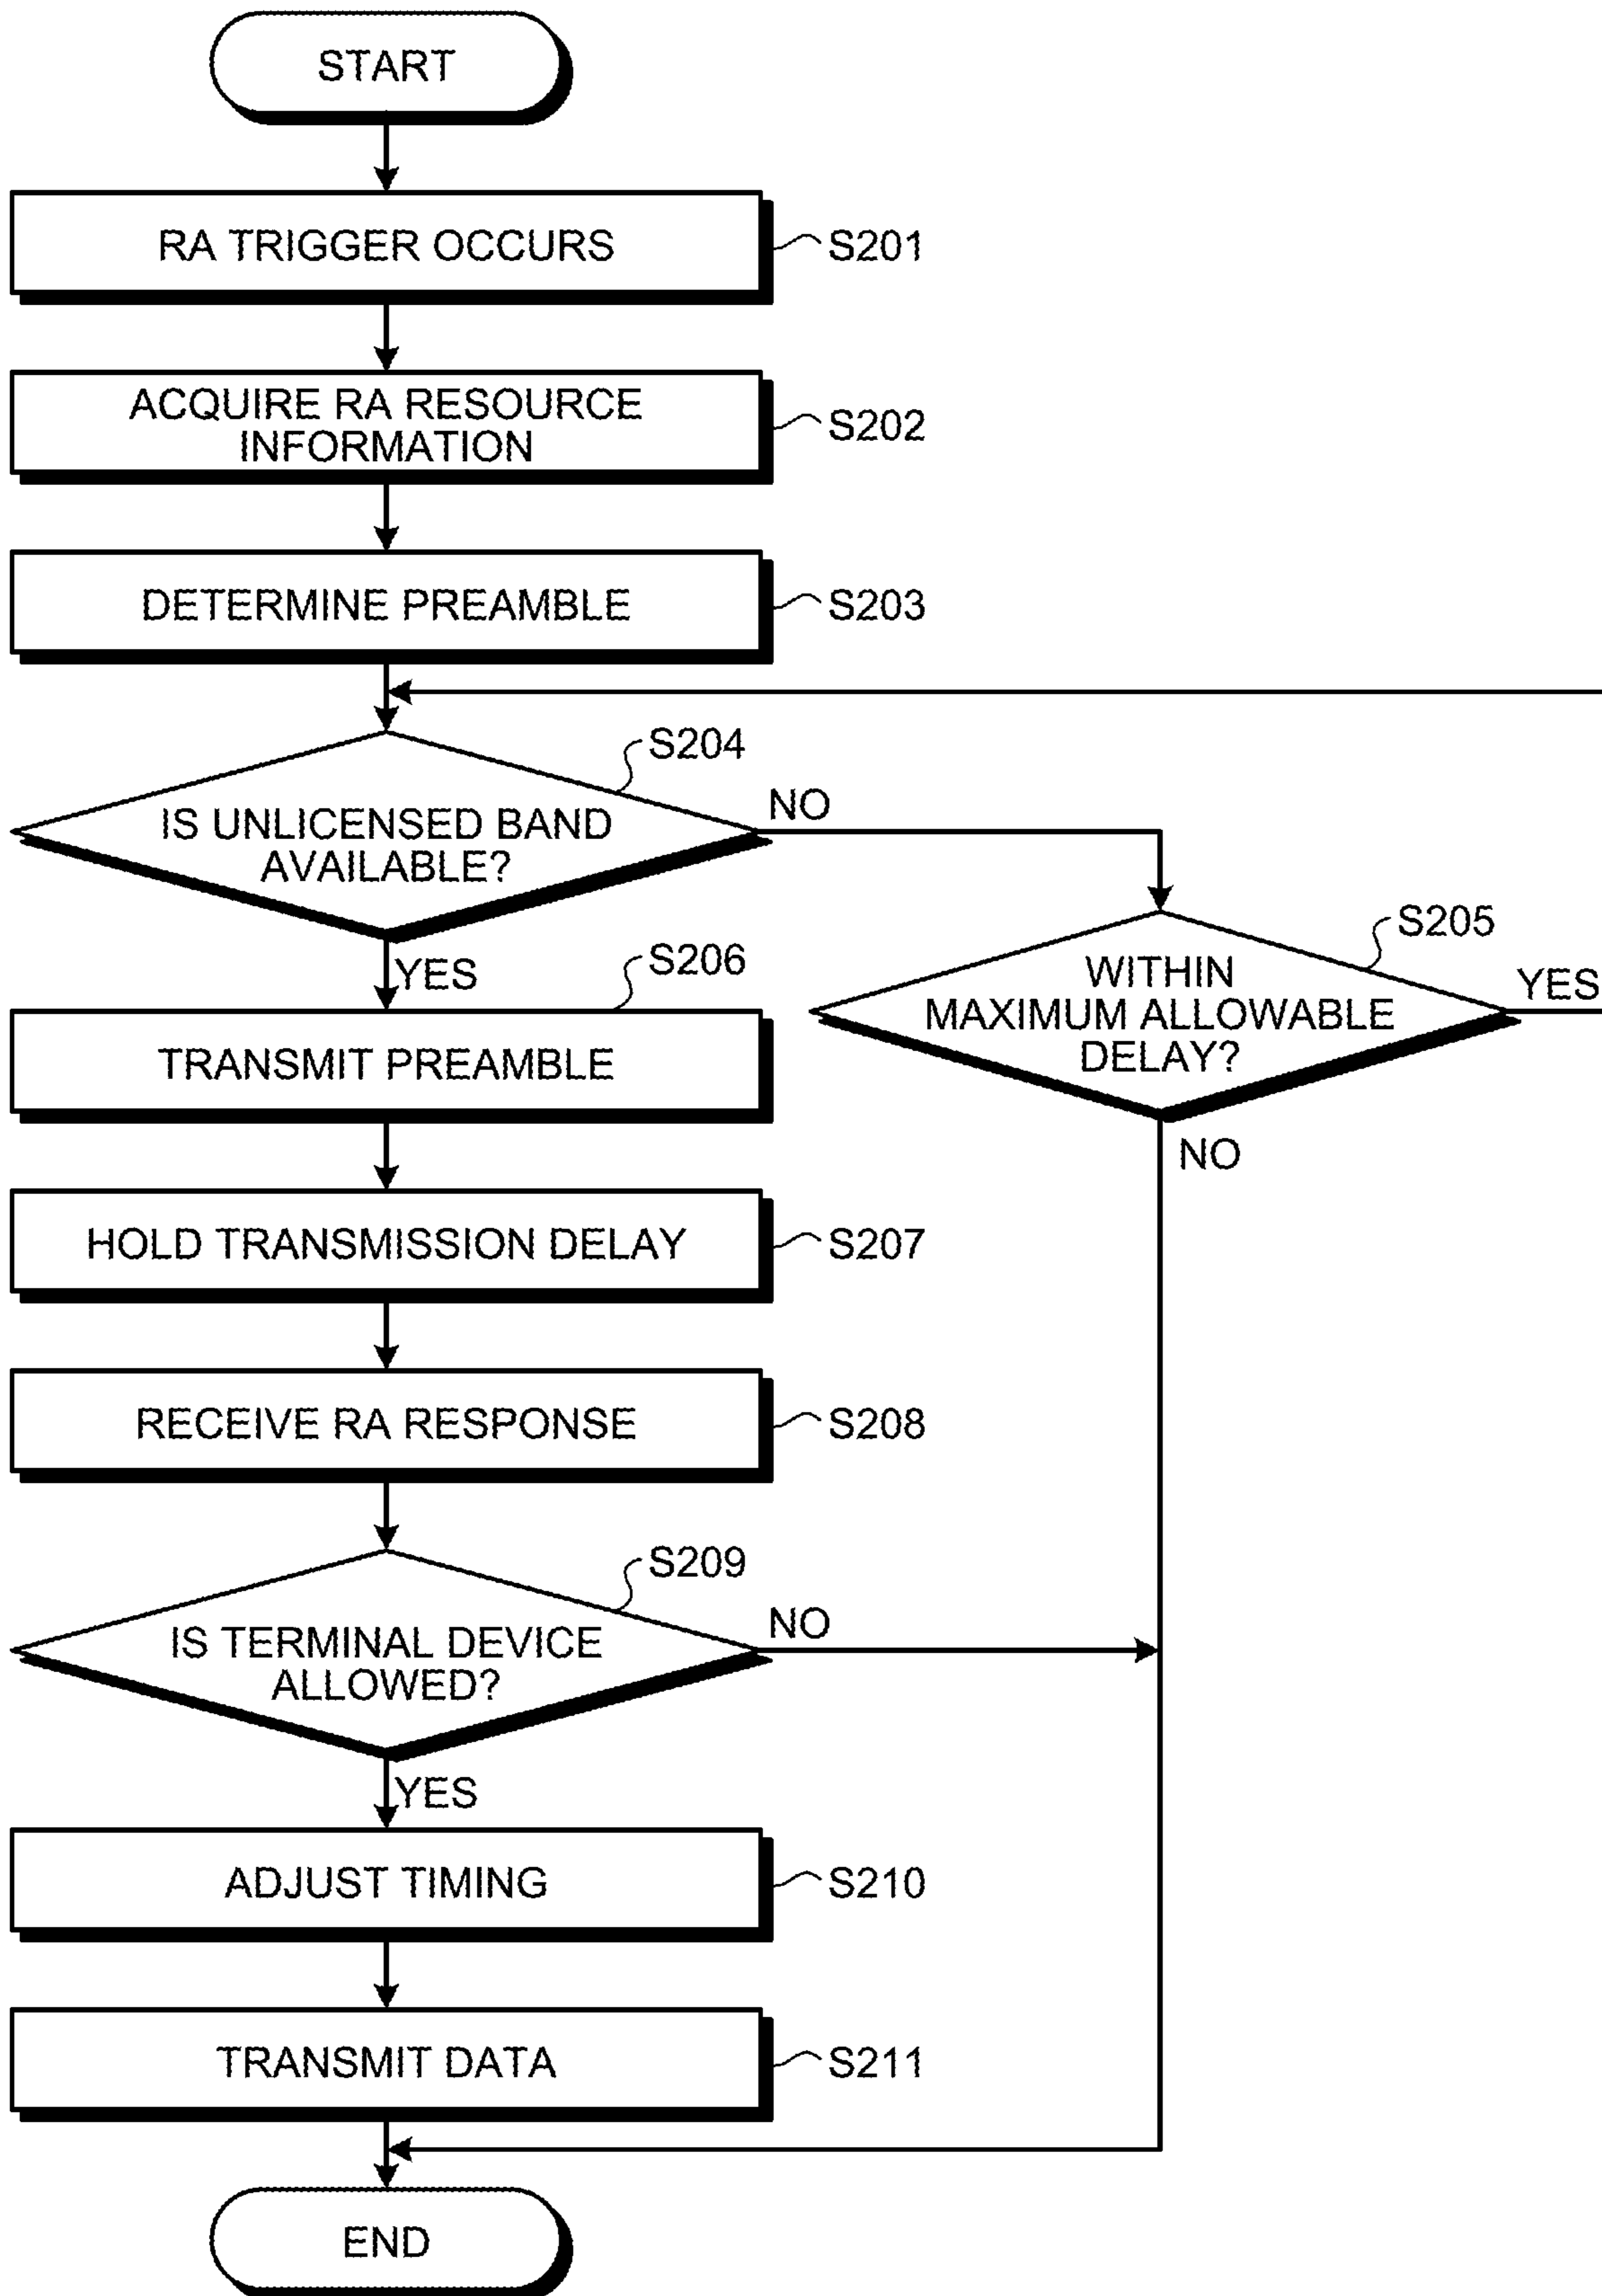 START
RA TRIGGER OCCURS
S201
ACQUIRE RA RESOURCE
INFORMATION
S202
DETERMINE PREAMBLE
S203
S204
IS UNLICENSED BAND
AVAILABLE?
NO
YES
S205
WITHIN
MAXIMUM ALLOWABLE
DELAY?
YES
NO
S206
TRANSMIT PREAMBLE
HOLD TRANSMISSION DELAY
S207
RECEIVE RA RESPONSE
S208
S209
IS TERMINAL DEVICE
ALLOWED?
NO
YES
ADJUST TIMING
S210
TRANSMIT DATA
S211
END